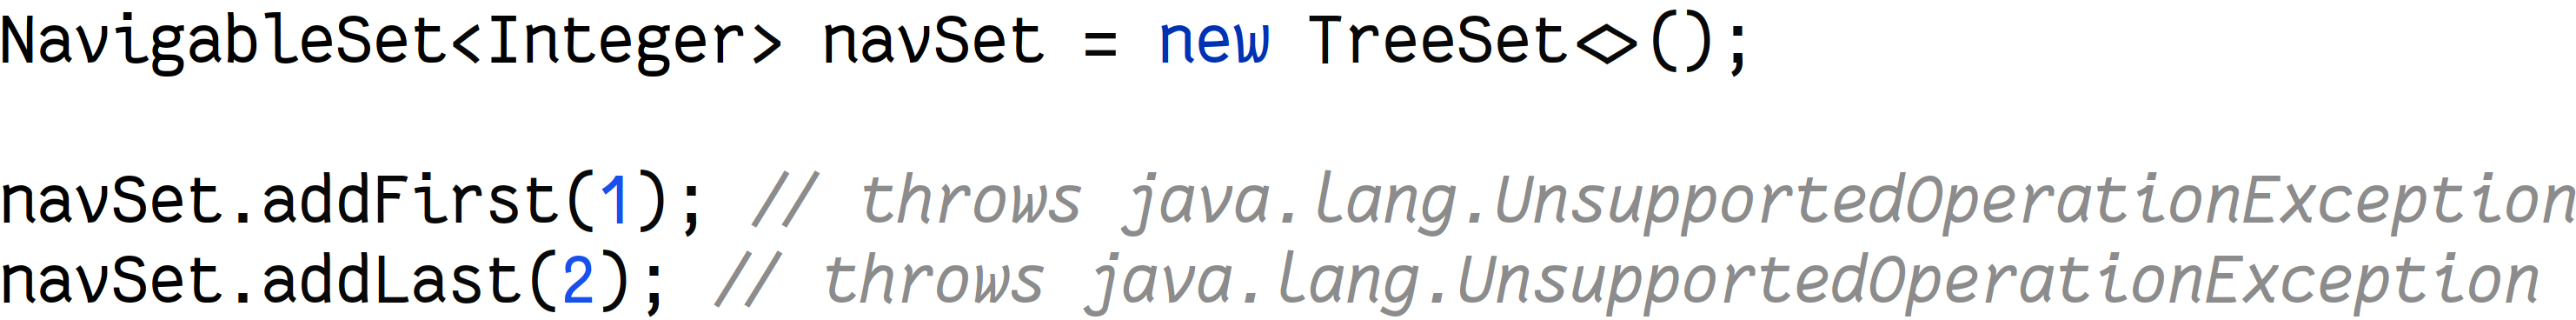 NavigableSet<Integer> navSet = new TreeSet<>();
navSet.addFirst(1); // throws java.lang.UnsupportedOperationException
navSet.addLast(2); // throws java.lang.UnsupportedOperationException